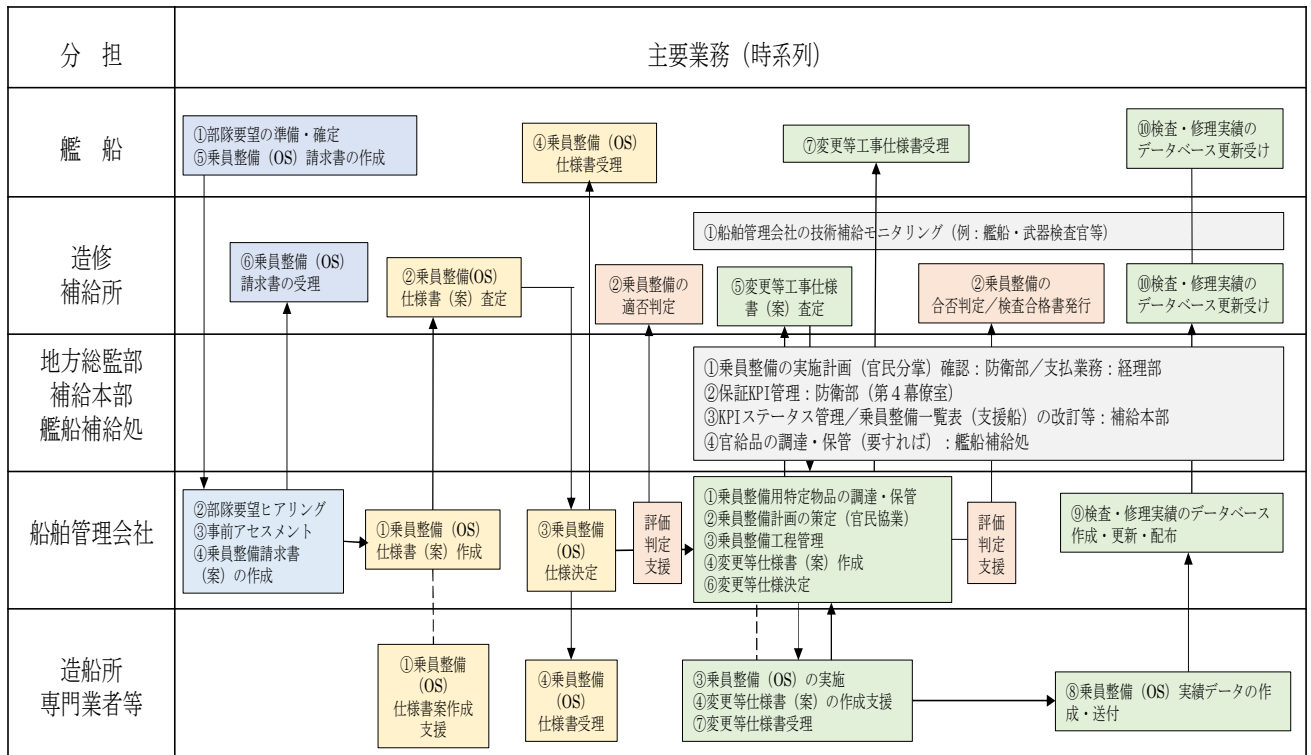 分　担
主要業務（時系列）
艦　船
①部隊要望の準備・確定
⑤乗員整備（OS）請求書の作成
④乗員整備（OS）
仕様書受理
⑦変更等工事仕様書受理
⑩検査・修理実績の
データベース更新受け
造修
補給所
⑥乗員整備（OS）
請求書の受理
②乗員整備(OS)
仕様書（案）査定
①船舶管理会社の技術補給モニタリング（例：艦船・武器検査官等）
②乗員整備の
適否判定
⑤変更等工事仕様
書（案）査定
②乗員整備の
合否判定／検査合格書発行
⑩検査・修理実績の
データベース更新受け
地方総監部
補給本部
艦船補給処
①乗員整備の実施計画（官民分掌）確認：防衛部／支払業務：経理部
②保証KPI管理：防衛部（第４幕僚室）
③KPIステータス管理／乗員整備一覧表（支援船）の改訂等：補給本部
④官給品の調達・保管（要すれば）：艦船補給処
船舶管理会社
②部隊要望ヒアリング
③事前アセスメント
④乗員整備請求書
（案）の作成
①乗員整備（OS）
仕様書（案）作成
③乗員整備
（OS）
仕様決定
評価
判定
支援
①乗員整備用特定物品の調達・保管
②乗員整備計画の策定（官民協業）
③乗員整備工程管理
④変更等仕様書（案）作成
⑥変更等仕様決定
評価
判定
支援
⑨検査・修理実績のデータベース
作成・更新・配布
造船所
専門業者等
①乗員整備
（OS）
仕様書案作成
支援
④乗員整備
（OS）
仕様書受理
③乗員整備（OS）の実施
④変更等仕様書（案）の作成支援
⑦変更等仕様書受理
⑧乗員整備（OS）実績データの作
成・送付